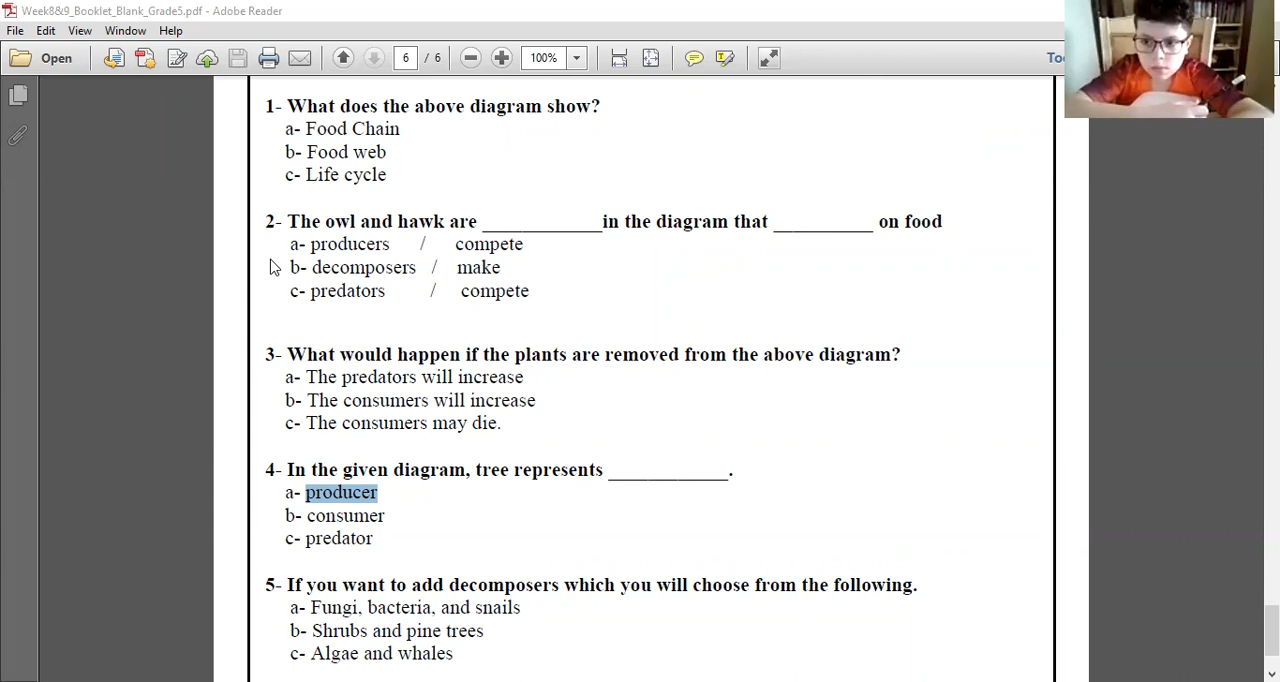 Week8&9_Booklet_Blank_Grade5.pdf - Adobe Reader
File Edit View Window Help
Open 6 / 6 100%
1- What does the above diagram show?
a- Food Chain
b- Food web
c- Life cycle
2- The owl and hawk are ____________in the diagram that __________ on food
a- producers / compete
b- decomposers / make
c- predators / compete
3- What would happen if the plants are removed from the above diagram?
a- The predators will increase
b- The consumers will increase
c- The consumers may die.
4- In the given diagram, tree represents ____________.
a- producer
b- consumer
c- predator
5- If you want to add decomposers which you will choose from the following.
a- Fungi, bacteria, and snails
b- Shrubs and pine trees
c- Algae and whales